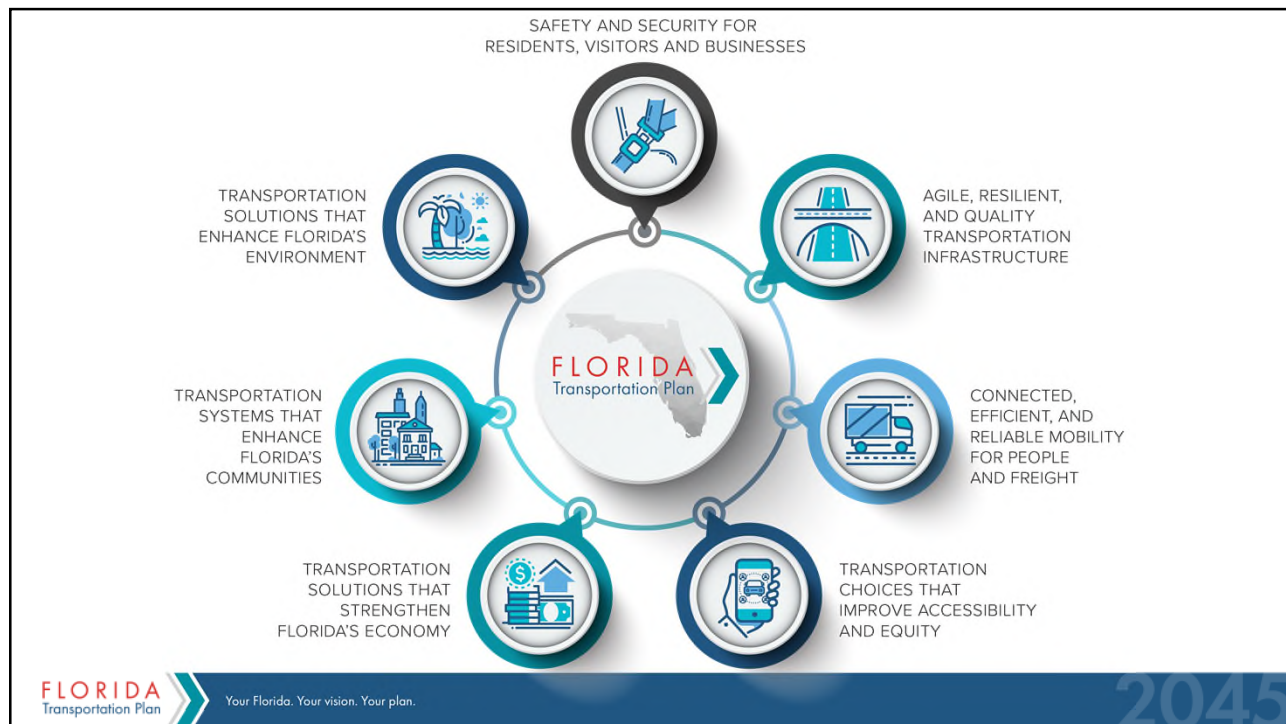 SAFETY AND SECURITY FOR
RESIDENTS, VISITORS AND BUSINESSES
TRANSPORTATION
SOLUTIONS THAT
ENHANCE FLORIDA'S
ENVIRONMENT
AGILE, RESILIENT,
AND QUALITY
TRANSPORTATION
INFRASTRUCTURE
FLORIDA
Transportation Plan
TRANSPORTATION
SYSTEMS THAT
ENHANCE
FLORIDA'S
COMMUNITIES
CONNECTED,
EFFICIENT, AND
RELIABLE MOBILITY
FOR PEOPLE
AND FREIGHT
TRANSPORTATION
SOLUTIONS THAT
STRENGTHEN
FLORIDA'S ECONOMY
$
TRANSPORTATION
CHOICES THAT
IMPROVE ACCESSIBILITY
AND EQUITY
FLORIDA
Transportation Plan
Your Florida. Your vision. Your plan.
2045